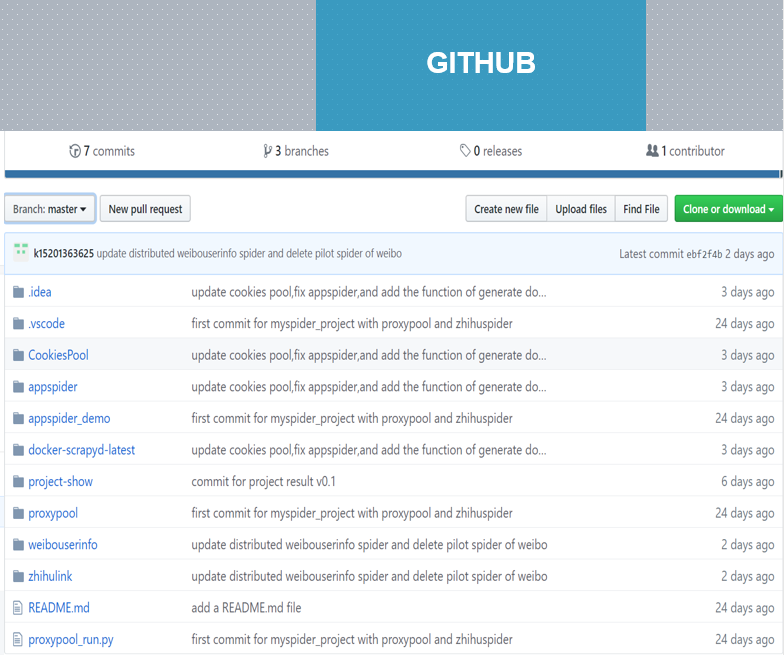 GITHUB
7 commits 3 branches 0 releases 1 contributor
Branch: master New pull request Create new file Upload files Find File Clone or download
k15201363625 update distributed weibouserinfo spider and delete pilot spider of weibo Latest commit ebf2f4b 2 days ago
.idea update cookies pool,fix appspider,and add the function of generate do... 3 days ago
.vscode first commit for myspider_project with proxypool and zhihuspider 24 days ago
CookiesPool update cookies pool,fix appspider,and add the function of generate do... 3 days ago
appspider update cookies pool,fix appspider,and add the function of generate do... 3 days ago
appspider_demo first commit for myspider_project with proxypool and zhihuspider 24 days ago
docker-scrapyd-latest update cookies pool,fix appspider,and add the function of generate do... 3 days ago
project-show commit for project result v0.1 6 days ago
proxypool first commit for myspider_project with proxypool and zhihuspider 24 days ago
weibouserinfo update distributed weibouserinfo spider and delete pilot spider of weibo 2 days ago
zhihulink update distributed weibouserinfo spider and delete pilot spider of weibo 2 days ago
README.md add a README.md file 24 days ago
proxypool_run.py first commit for myspider_project with proxypool and zhihuspider 24 days ago